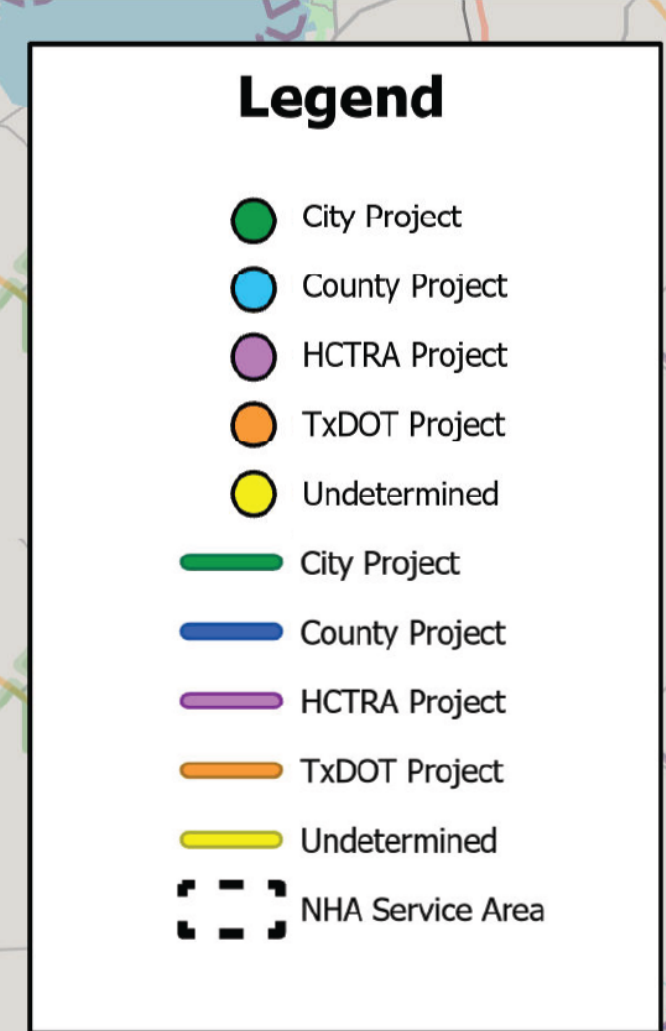 Legend
City Project
County Project
HCTRA Project
TxDOT Project
Undetermined
City Project
County Project
HCTRA Project
TxDOT Project
Undetermined
NHA Service Area